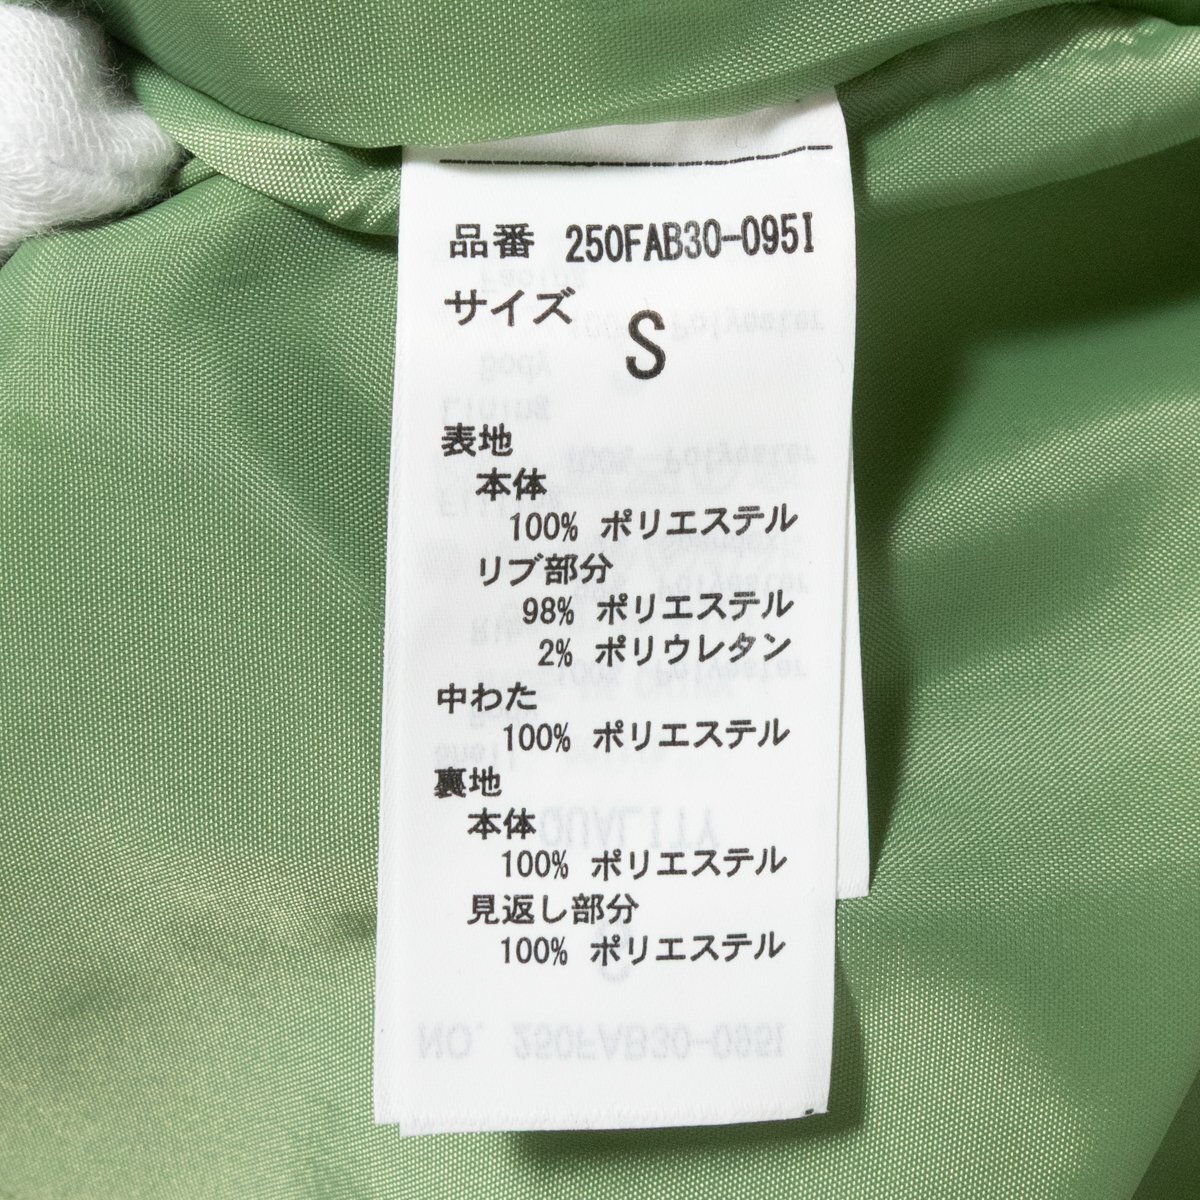 品番 250FAB30-095I
サイズ S
表地
本体
100% ポリエステル
リブ部分
98% ポリエステル
2% ポリウレタン
中わた
100% ポリエステル
裏地
本体
100% ポリエステル
見返し部分
100% ポリエステル